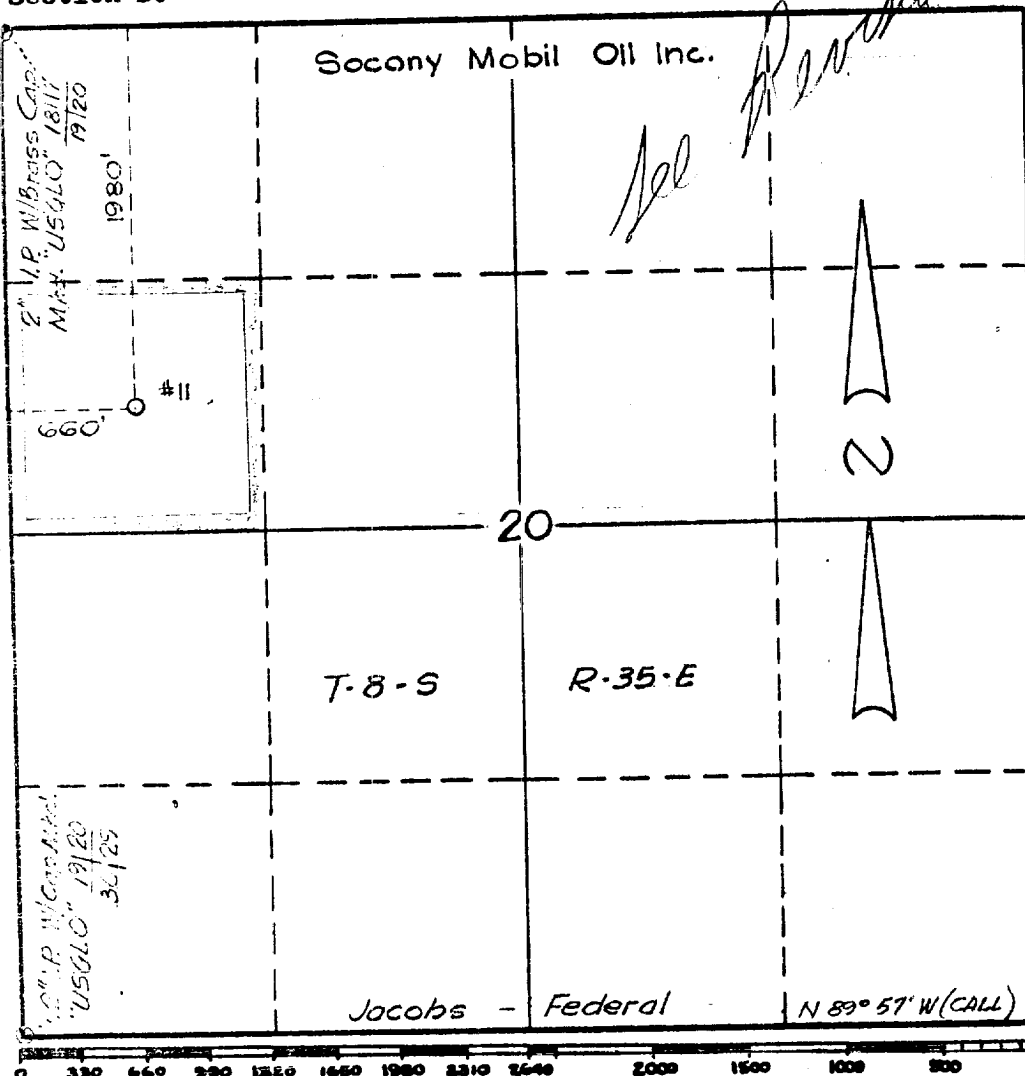 Socony Mobil Oil Inc.
See
2" I.P. W/Brass Cap.
Mkd. "USGLO" 18|17
19|20
1980'
#11
660'
N
20
T-8-S R-35-E
"USGLO" 19|20
30|29
Jacobs - Federal
N 89° 57' W (CALL)
0 330 660 990 1320 1650 1980 2310 2640 2000 1500 1000 500